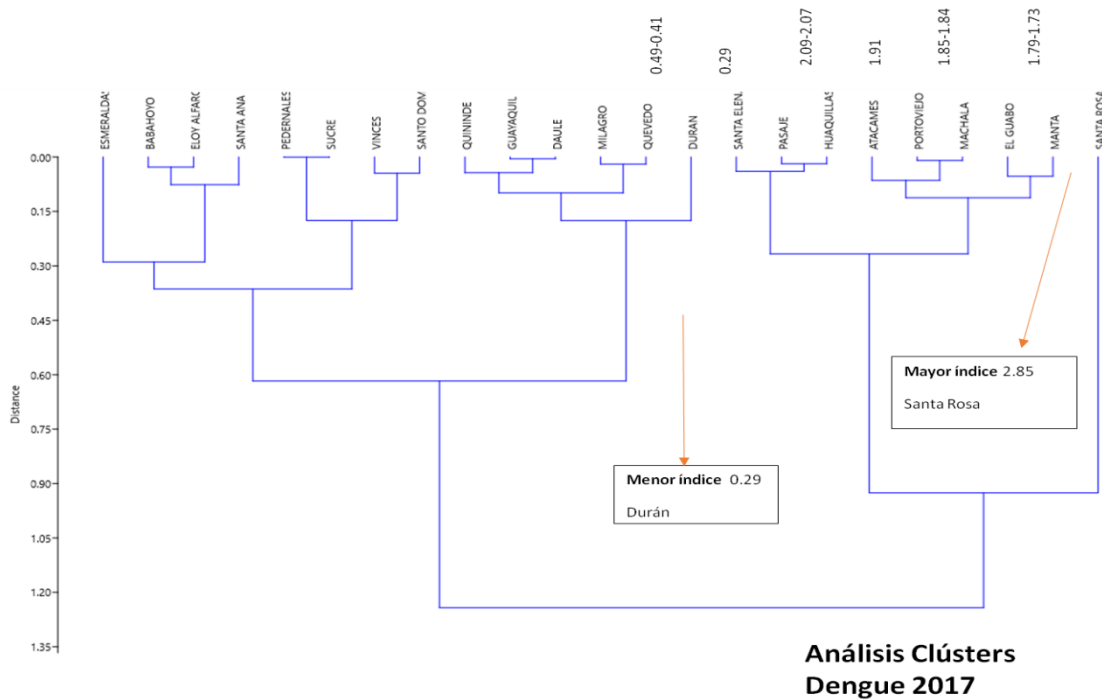 0.49-0.41
0.29
2.09-2.07
1.91
1.85-1.84
1.79-1.73
ESMERALDAS
BABAHOYO
ELOY ALFARO
SANTA ANA
PEDERNALES
SUCRE
VINCES
SANTO DOM
QUININDE
GUAYAQUIL
DAULE
MILAGRO
QUEVEDO
DURAN
SANTA ELEN
PASAJE
HUAQUILLAS
ATACAMES
PORTOVIEJO
MACHALA
EL GUABO
MANTA
SANTA ROSA
0.00
0.15
0.30
0.45
0.60
0.75
0.90
1.05
1.20
1.35
Distance
Mayor índice 2.85
Santa Rosa
Menor índice 0.29
Durán
Análisis Clústers
Dengue 2017